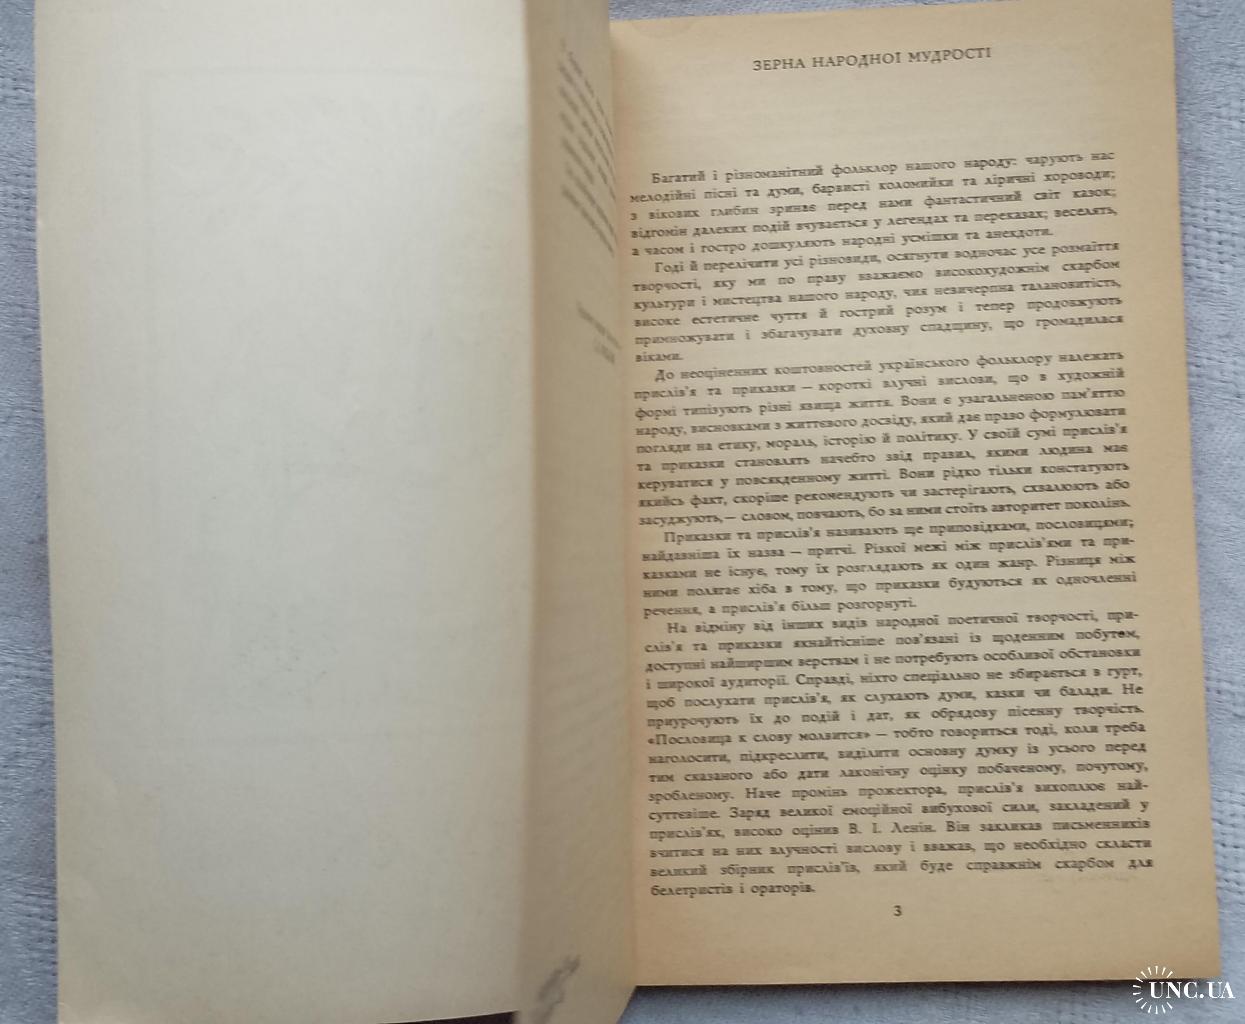 ЗЕРНА НАРОДНОЇ МУДРОСТІ
Багатий і різноманітний фольклор нашого народу: чарують нас
мелодійні пісні та думи, барвисті коломийки та ліричні хороводи;
з вікових глибин зринає перед нами фантастичний світ казок;
відгомін далеких подій вчувається у легендах та переказах; веселять,
а часом і гостро дошкуляють народні усмішки та анекдоти.
Годі й перелічити усі різновиди, осягнути водночас усе розмаїття
творчості, яку ми по праву вважаємо високохудожнім скарбом
культури і мистецтва нашого народу, чия невичерпна талановитість,
високе естетичне чуття й гострий розум і тепер продовжують
примножувати і збагачувати духовну спадщину, що громадилася
віками.
До неоціненних коштовностей українського фольклору належать
прислів'я та приказки — короткі влучні вислови, що в художній
формі типізують різні явища життя. Вони є узагальненою пам'яттю
народу, висновками з життєвого досвіду, який дає право формулювати
погляди на етику, мораль, історію й політику. У своїй сумі прислів'я
та приказки становлять начебто звід правил, якими людина має
керуватися у повсякденному житті. Вони рідко тільки констатують
якийсь факт, скоріше рекомендують чи застерігають, схвалюють або
засуджують,— словом, повчають, бо за ними стоїть авторитет поколінь.
Приказки та прислів'я називають ще приповідками, пословицями;
найдавніша їх назва — притчі. Різкої межі між прислів'ями та при-
казками не існує, тому їх розглядають як один жанр. Різниця між
ними полягає хіба в тому, що приказки будуються як одночленні
речення, а прислів'я більш розгорнуті.
На відміну від інших видів народної поетичної творчості, при-
слів'я та приказки якнайтісніше пов'язані із щоденним побутом,
доступні найширшим верствам і не потребують особливої обстановки
і широкої аудиторії. Справді, ніхто спеціально не збирається в гурт,
щоб послухати прислів'я, як слухають думи, казки чи балади. Не
приурочують їх до подій і дат, як обрядову пісенну творчість.
«Пословица к слову молвится» — тобто говориться тоді, коли треба
наголосити, підкреслити, виділити основну думку із усього перед
тим сказаного або дати лаконічну оцінку побаченому, почутому,
зробленому. Наче промінь прожектора, прислів'я вихоплює най-
суттєвіше. Заряд великої емоційної вибухової сили, закладений у
прислів'ях, високо оцінив В. І. Ленін. Він закликав письменників
вчитися на них влучності вислову і вважав, що необхідно скласти
великий збірник прислів'їв, який буде справжнім скарбом для
белетристів і ораторів.
3
UNC.UA